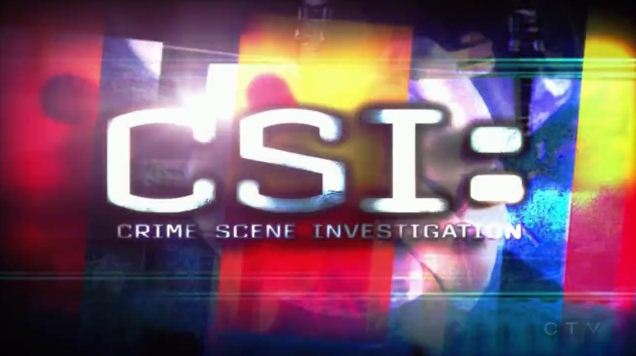 CSI:
CRIME SCENE INVESTIGATION
CTV